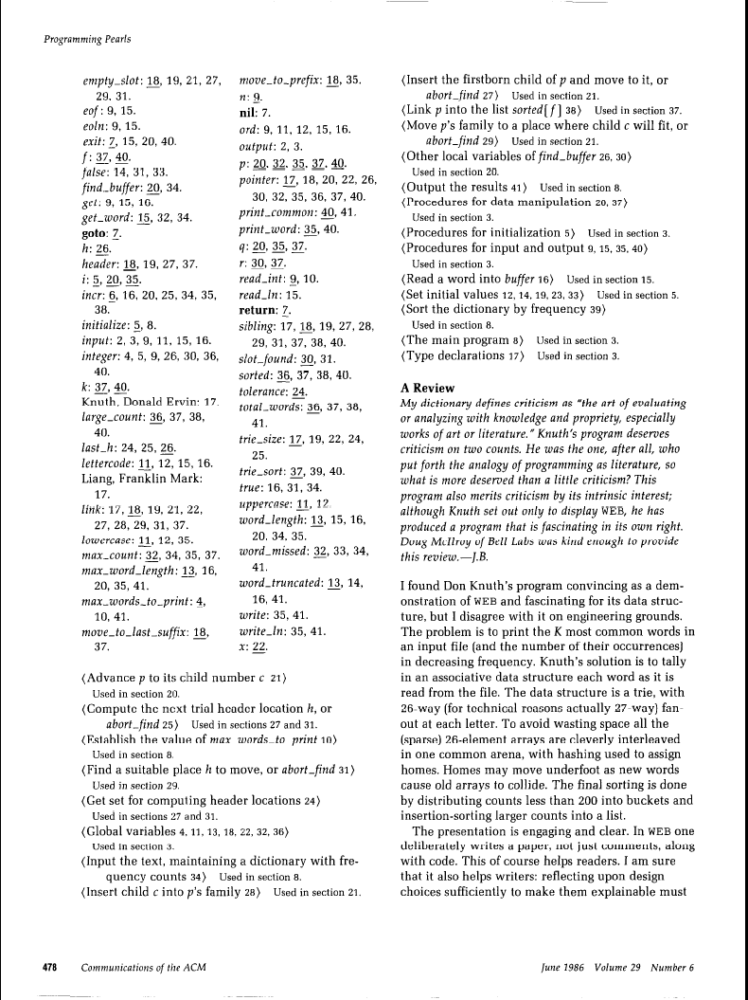 Programming Pearls
empty_slot: 18, 19, 21, 27,
29, 31.
eof: 9, 15.
eoln: 9, 15.
exit: 7, 15, 20, 40.
f: 37, 40.
false: 14, 31, 33.
find_buffer: 20, 34.
get: 9, 15, 16.
get_word: 15, 32, 34.
goto: 7.
h: 26.
header: 18, 19, 27, 37.
i: 5, 20, 35.
incr: 6, 16, 20, 25, 34, 35,
38.
initialize: 5, 8.
input: 2, 3, 9, 11, 15, 16.
integer: 4, 5, 9, 26, 30, 36,
40.
k: 37, 40.
Knuth, Donald Ervin: 17.
large_count: 36, 37, 38,
40.
last_h: 24, 25, 26.
lettercode: 11, 12, 15, 16.
Liang, Franklin Mark:
17.
link: 17, 18, 19, 21, 22,
27, 28, 29, 31, 37.
lowercase: 11, 12, 35.
max_count: 32, 34, 35, 37.
max_word_length: 13, 16,
20, 35, 41.
max_words_to_print: 4,
10, 41.
move_to_last_suffix: 18,
37.
move_to_prefix: 18, 35.
n: 9.
nil: 7.
ord: 9, 11, 12, 15, 16.
output: 2, 3.
p: 20, 32, 35, 37, 40.
pointer: 17, 18, 20, 22, 26,
30, 32, 35, 36, 37, 40.
print_common: 40, 41.
print_word: 35, 40.
q: 20, 35, 37.
r: 30, 37.
read_int: 9, 10.
read_ln: 15.
return: 7.
sibling: 17, 18, 19, 27, 28,
29, 31, 37, 38, 40.
slot_found: 30, 31.
sorted: 36, 37, 38, 40.
tolerance: 24.
total_words: 36, 37, 38,
41.
trie_size: 17, 19, 22, 24,
25.
trie_sort: 37, 39, 40.
true: 16, 31, 34.
uppercase: 11, 12.
word_length: 13, 15, 16,
20, 34, 35.
word_missed: 32, 33, 34,
41.
word_truncated: 13, 14,
16, 41.
write: 35, 41.
write_ln: 35, 41.
x: 22.
⟨Advance p to its child number c 21⟩
Used in section 20.
⟨Compute the next trial header location h, or
abort_find 25⟩ Used in sections 27 and 31.
⟨Establish the value of max_words_to_print 10⟩
Used in section 8.
⟨Find a suitable place h to move, or abort_find 31⟩
Used in section 29.
⟨Get set for computing header locations 24⟩
Used in sections 27 and 31.
⟨Global variables 4, 11, 13, 18, 22, 32, 36⟩
Used in section 3.
⟨Input the text, maintaining a dictionary with fre-
quency counts 34⟩ Used in section 8.
⟨Insert child c into p's family 28⟩ Used in section 21.
⟨Insert the firstborn child of p and move to it, or
abort_find 27⟩ Used in section 21.
⟨Link p into the list sorted[f] 38⟩ Used in section 37.
⟨Move p's family to a place where child c will fit, or
abort_find 29⟩ Used in section 21.
⟨Other local variables of find_buffer 26, 30⟩
Used in section 20.
⟨Output the results 41⟩ Used in section 8.
⟨Procedures for data manipulation 20, 37⟩
Used in section 3.
⟨Procedures for initialization 5⟩ Used in section 3.
⟨Procedures for input and output 9, 15, 35, 40⟩
Used in section 3.
⟨Read a word into buffer 16⟩ Used in section 15.
⟨Set initial values 12, 14, 19, 23, 33⟩ Used in section 5.
⟨Sort the dictionary by frequency 39⟩
Used in section 8.
⟨The main program 8⟩ Used in section 3.
⟨Type declarations 17⟩ Used in section 3.
A Review
My dictionary defines criticism as "the art of evaluating
or analyzing with knowledge and propriety, especially
works of art or literature." Knuth's program deserves
criticism on two counts. He was the one, after all, who
put forth the analogy of programming as literature, so
what is more deserved than a little criticism? This
program also merits criticism by its intrinsic interest;
although Knuth set out only to display WEB, he has
produced a program that is fascinating in its own right.
Doug McIlroy of Bell Labs was kind enough to provide
this review.—J.B.
I found Don Knuth's program convincing as a dem-
onstration of WEB and fascinating for its data struc-
ture, but I disagree with it on engineering grounds.
The problem is to print the K most common words in
an input file (and the number of their occurrences)
in decreasing frequency. Knuth's solution is to tally
in an associative data structure each word as it is
read from the file. The data structure is a trie, with
26-way (for technical reasons actually 27-way) fan-
out at each letter. To avoid wasting space all the
(sparse) 26-element arrays are cleverly interleaved
in one common arena, with hashing used to assign
homes. Homes may move underfoot as new words
cause old arrays to collide. The final sorting is done
by distributing counts less than 200 into buckets and
insertion-sorting larger counts into a list.
The presentation is engaging and clear. In WEB one
deliberately writes a paper, not just comments, along
with code. This of course helps readers. I am sure
that it also helps writers: reflecting upon design
choices sufficiently to make them explainable must
478 Communications of the ACM
June 1986 Volume 29 Number 6